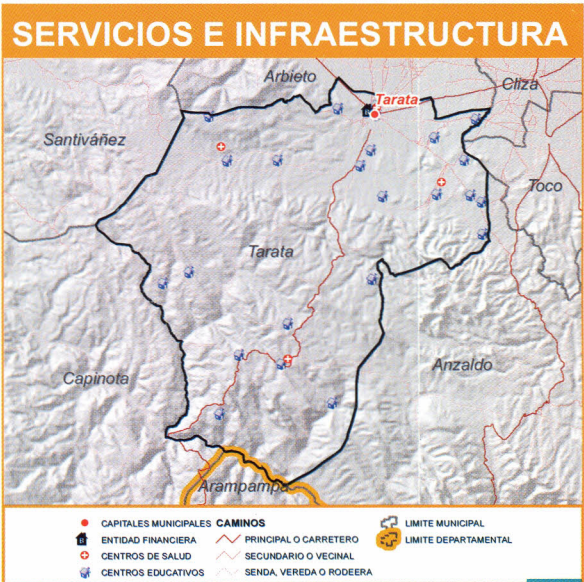 SERVICIOS E INFRAESTRUCTURA
Arbieto
Cliza
Tarata
Santiváñez
Toco
Tarata
Capinota
Anzaldo
Arampampa
CAPITALES MUNICIPALES
ENTIDAD FINANCIERA
CENTROS DE SALUD
CENTROS EDUCATIVOS
CAMINOS
PRINCIPAL O CARRETERO
SECUNDARIO O VECINAL
SENDA, VEREDA O RODEERA
LIMITE MUNICIPAL
LIMITE DEPARTAMENTAL